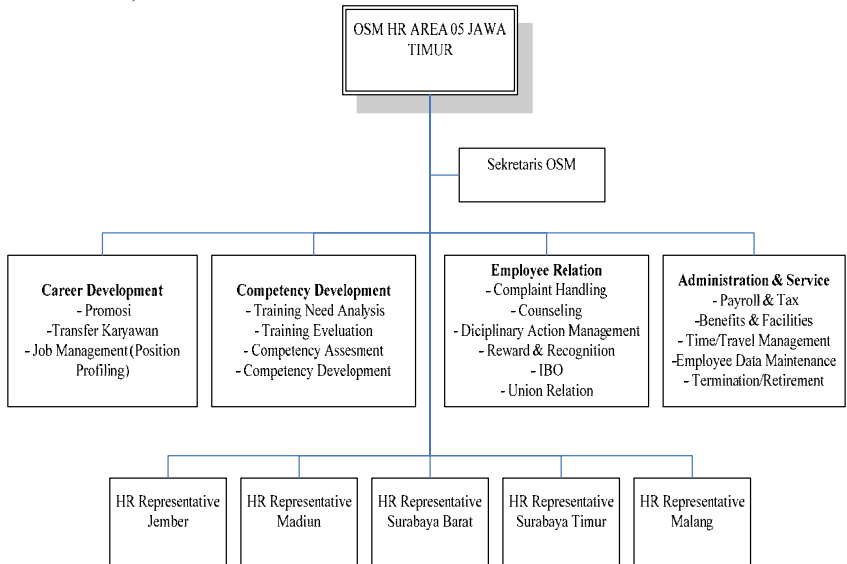 OSM HR AREA 05 JAWA
TIMUR
Sekretaris OSM
Career Development
- Promosi
-Transfer Karyawan
- Job Management (Position
Profiling)
Competency Development
- Training Need Analysis
- Training Eveluation
- Competency Assesment
- Competency Development
Employee Relation
- Complaint Handling
- Counseling
- Diciplinary Action Management
- Reward & Recognition
- IBO
- Union Relation
Administration & Service
- Payroll & Tax
-Benefits & Facilities
- Time/Travel Management
-Employee Data Maintenance
- Termination/Retirement
HR Representative
Jember
HR Representative
Madiun
HR Representative
Surabaya Barat
HR Representative
Surabaya Timur
HR Representative
Malang